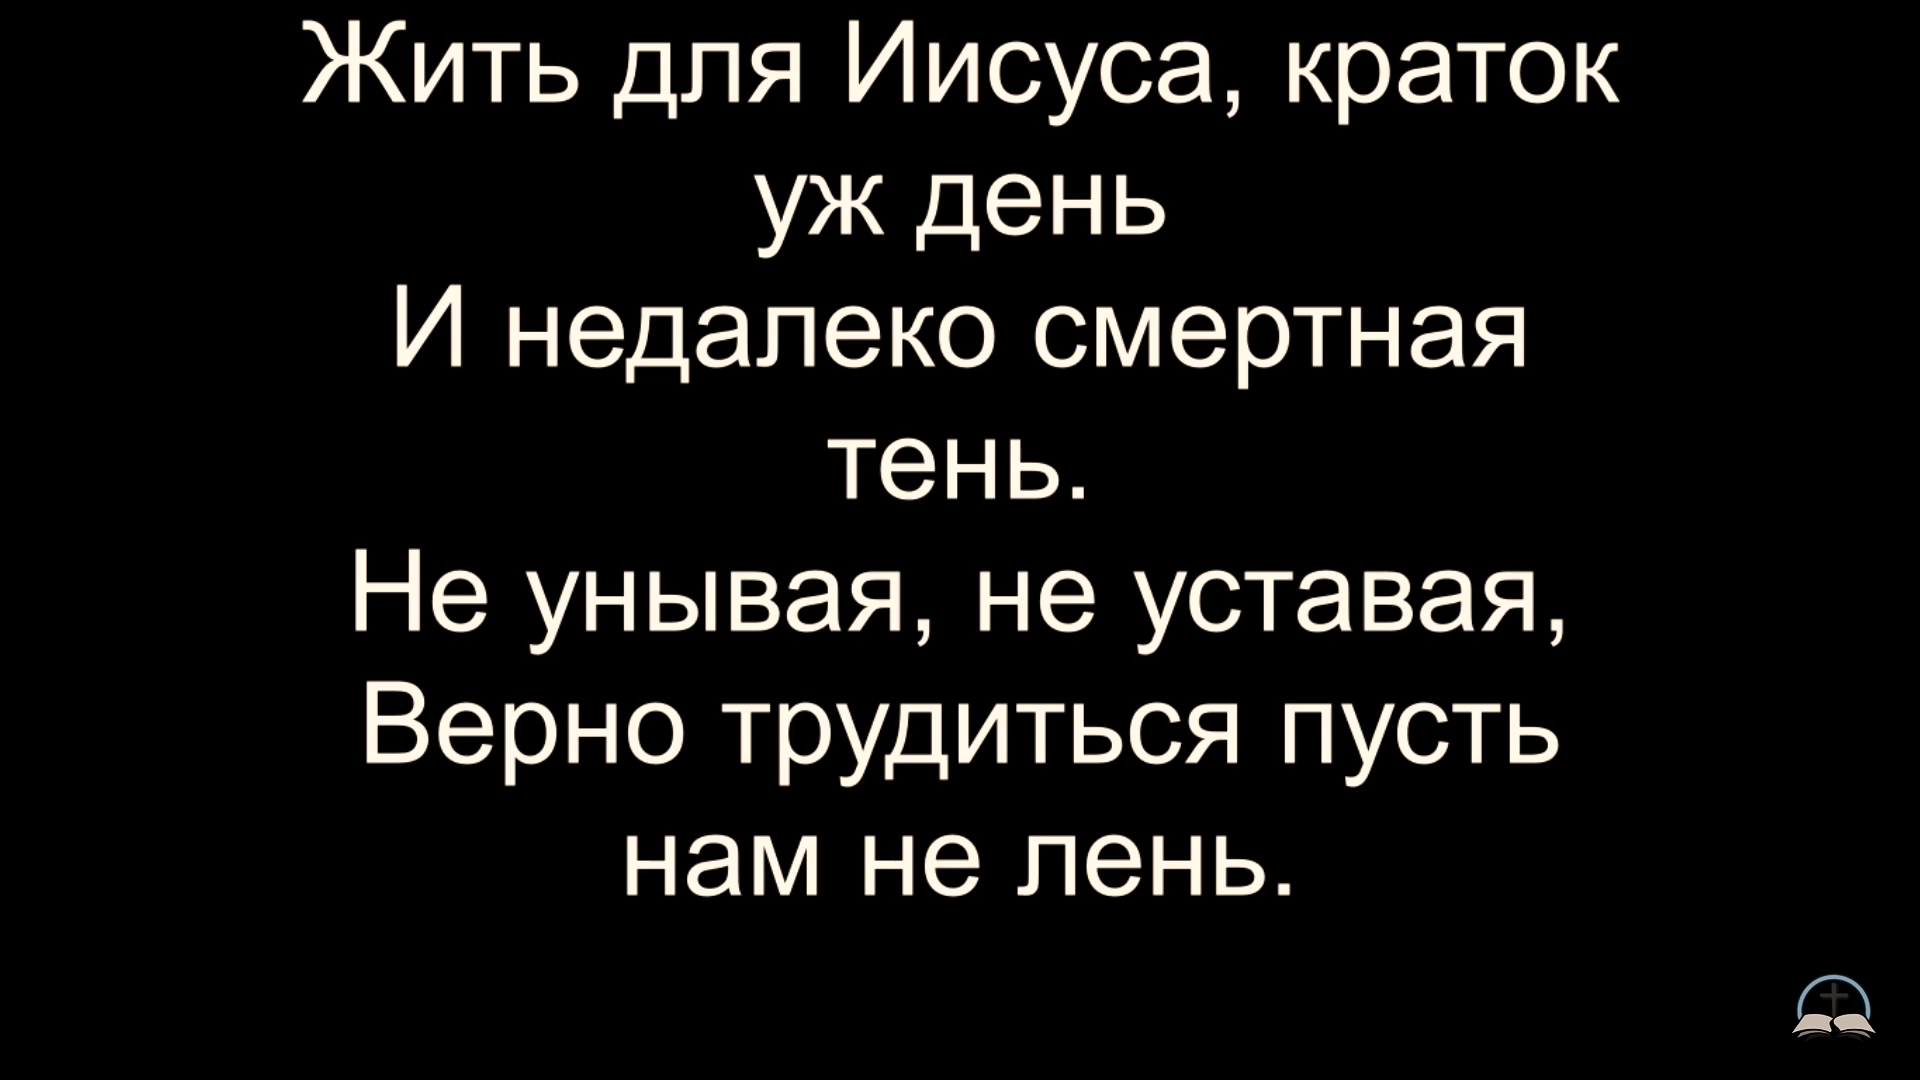 Жить для Иисуса, краток
уж день
И недалеко смертная
тень.
Не унывая, не уставая,
Верно трудиться пусть
нам не лень.